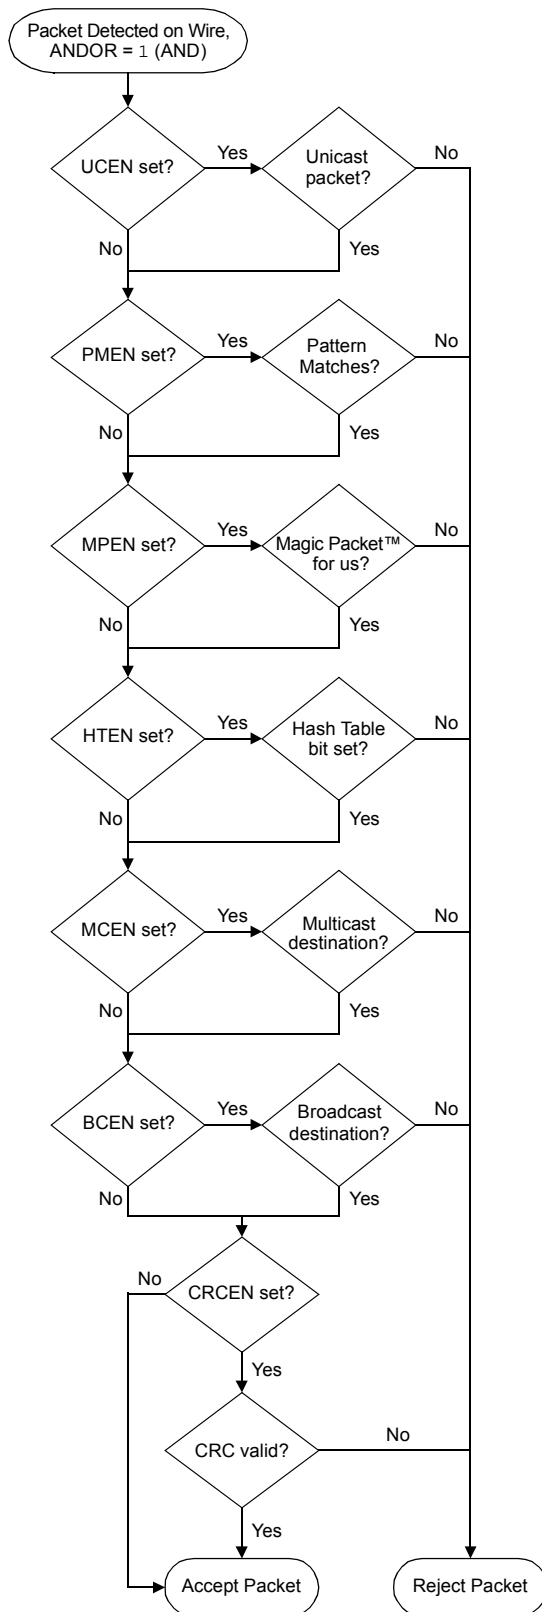 Packet Detected on Wire,
ANDOR = 1 (AND)
UCEN set?
Yes
Unicast
packet?
No
No
Yes
PMEN set?
Yes
Pattern
Matches?
No
No
Yes
MPEN set?
Yes
Magic Packet™
for us?
No
No
Yes
HTEN set?
Yes
Hash Table
bit set?
No
No
Yes
MCEN set?
Yes
Multicast
destination?
No
No
Yes
BCEN set?
Yes
Broadcast
destination?
No
No
Yes
No
CRCEN set?
Yes
CRC valid?
No
Yes
Accept Packet
Reject Packet